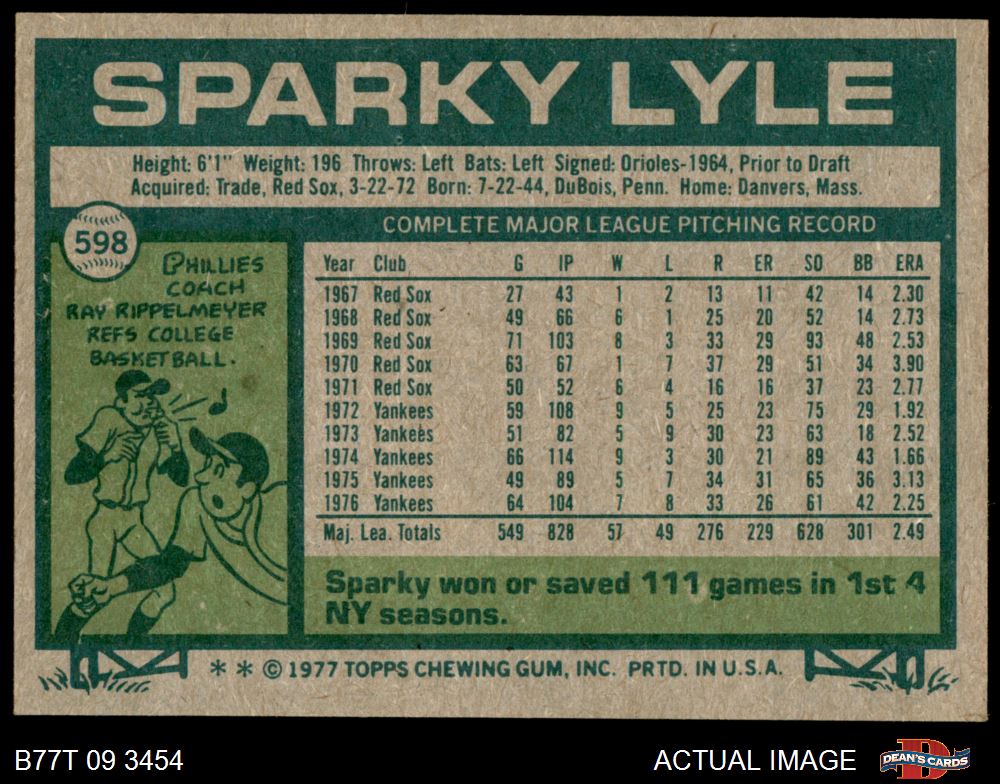 SPARKY LYLE
Height: 6'1" Weight: 196 Throws: Left Bats: Left Signed: Orioles-1964, Prior to Draft
Acquired: Trade, Red Sox, 3-22-72 Born: 7-22-44, DuBois, Penn. Home: Danvers, Mass.
598
PHILLIES
COACH
RAY RIPPELMEYER
REFS COLLEGE
BASKETBALL.
COMPLETE MAJOR LEAGUE PITCHING RECORD
Year Club G IP W L R ER SO BB ERA
1967 Red Sox 27 43 1 2 13 11 42 14 2.30
1968 Red Sox 49 66 6 1 25 20 52 14 2.73
1969 Red Sox 71 103 8 3 33 29 93 48 2.53
1970 Red Sox 63 67 1 7 37 29 51 34 3.90
1971 Red Sox 50 52 6 4 16 16 37 23 2.77
1972 Yankees 59 108 9 5 25 23 75 29 1.92
1973 Yankees 51 82 5 9 30 23 63 18 2.52
1974 Yankees 66 114 9 3 30 21 89 43 1.66
1975 Yankees 49 89 5 7 34 31 65 36 3.13
1976 Yankees 64 104 7 8 33 26 61 42 2.25
Maj. Lea. Totals 549 828 57 49 276 229 628 301 2.49
Sparky won or saved 111 games in 1st 4
NY seasons.
* * © 1977 TOPPS CHEWING GUM, INC. PRTD. IN U.S.A.
B77T 09 3454 ACTUAL IMAGE DEAN'S CARDS